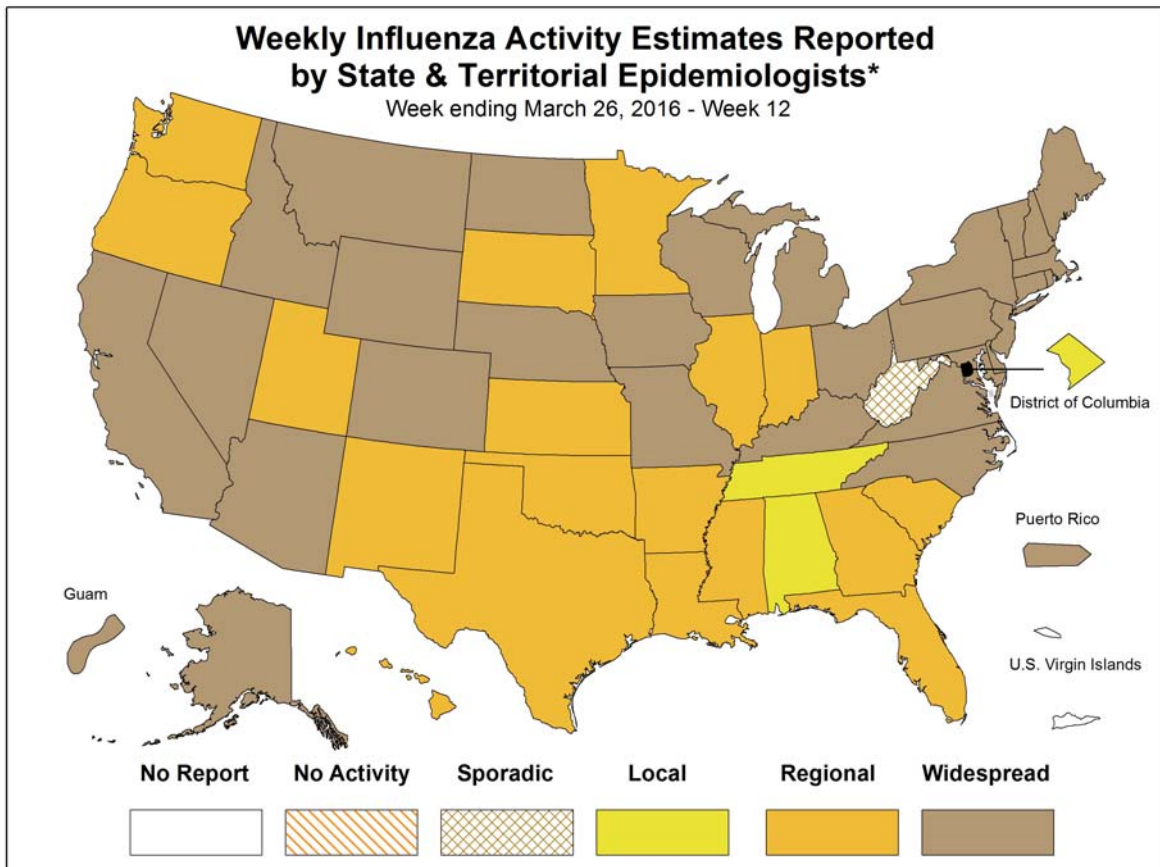 Weekly Influenza Activity Estimates Reported
by State & Territorial Epidemiologists*
Week ending March 26, 2016 - Week 12
District of Columbia
Puerto Rico
Guam
U.S. Virgin Islands
No Report
No Activity
Sporadic
Local
Regional
Widespread